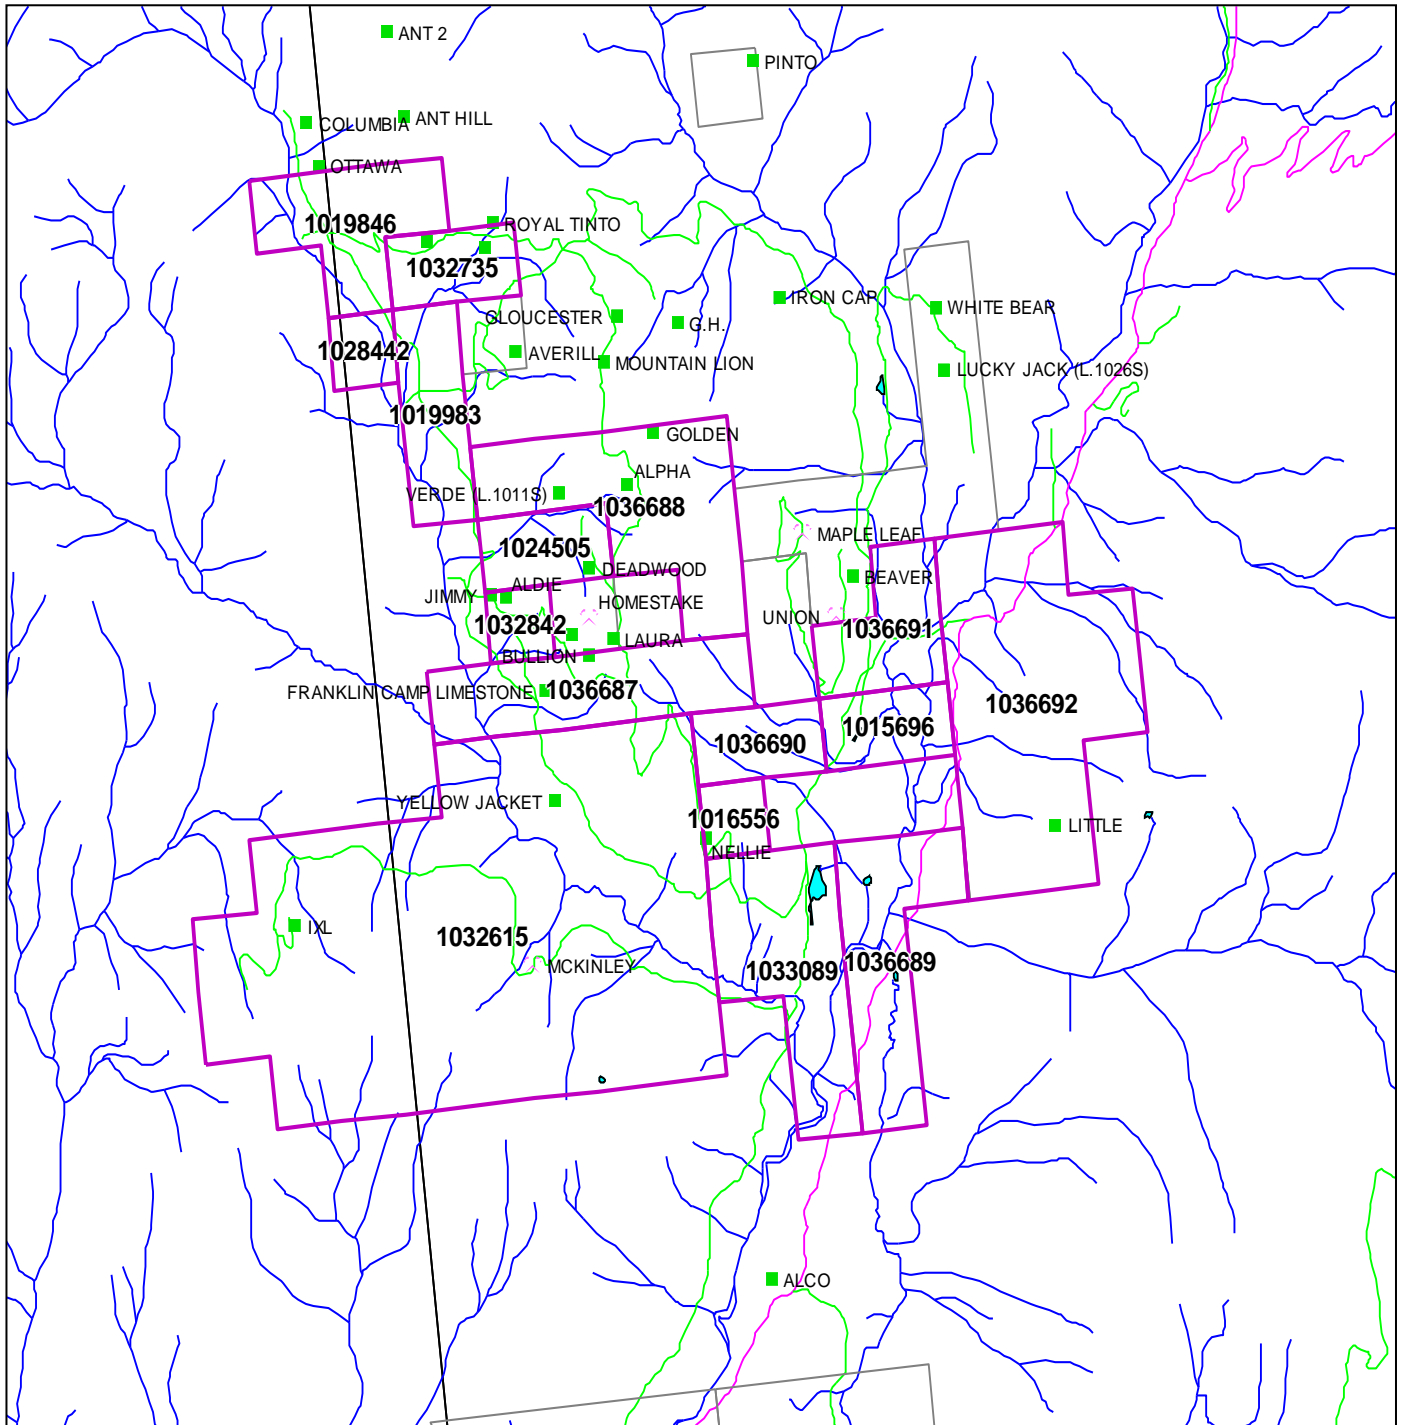 ANT 2
PINTO
COLUMBIA
ANT HILL
OTTAWA
1019846
ROYAL TINTO
1032735
IRON CAP
WHITE BEAR
GLOUCESTER
G.H.
1028442
AVERILL
MOUNTAIN LION
LUCKY JACK (L.1026S)
1019983
GOLDEN
ALPHA
VERDE (L.1011S)
1036688
MAPLE LEAF
1024505
DEADWOOD
BEAVER
ALDIE
JIMMY
HOMESTAKE
UNION
1032842
1036691
LAURA
BULLION
FRANKLIN CAMP LIMESTONE
1036687
1036692
1015696
1036690
YELLOW JACKET
1016556
LITTLE
NELLIE
IXL
1032615
MCKINLEY
1033089
1036689
ALCO